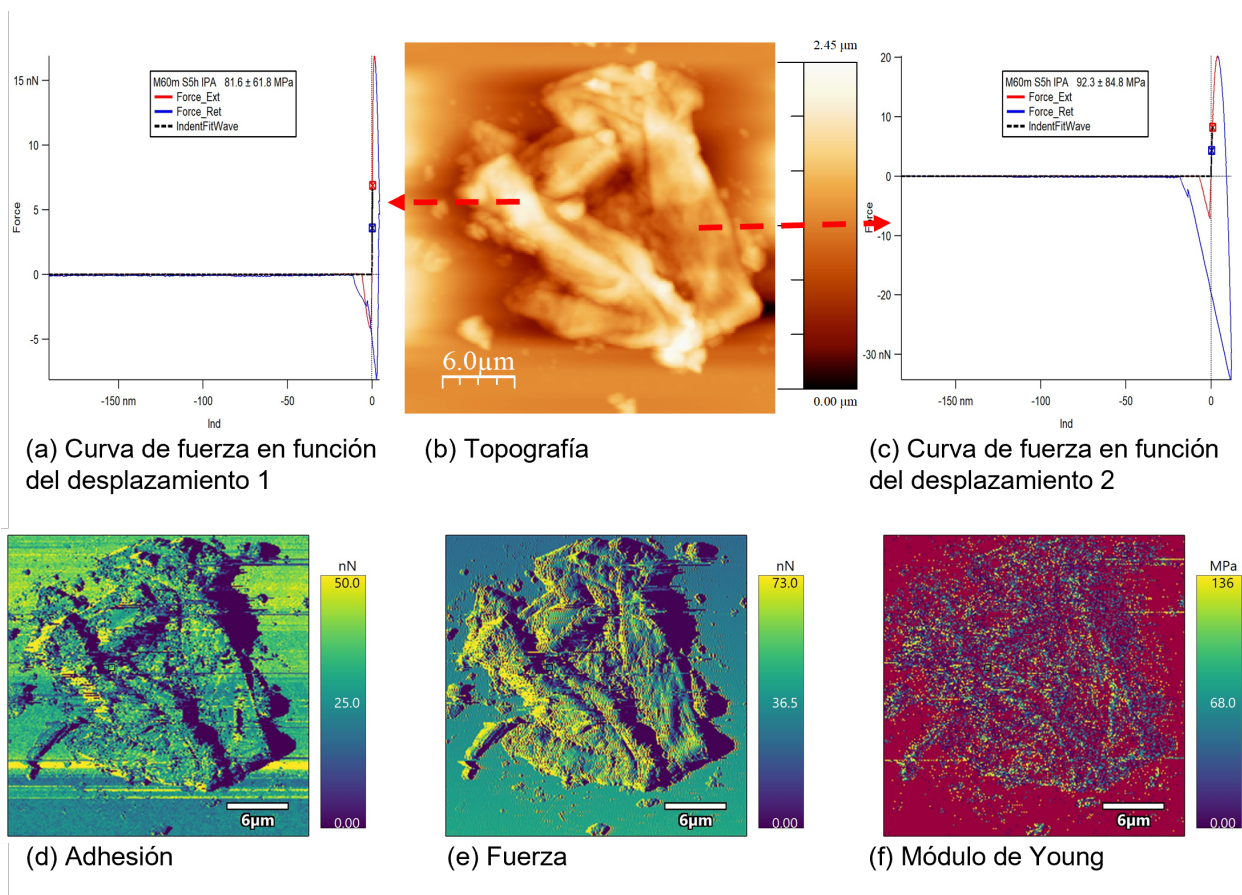 15 nN
10
5
0
-5
Force
-150 nm
-100
-50
0
Ind
M60m S5h IPA 81.6 ± 61.8 MPa
Force_Ext
Force_Ret
IndentFitWave
(a) Curva de fuerza en función
del desplazamiento 1
2.45 µm
0.00 µm
6.0µm
(b) Topografía
20
10
0
-10
-20
-30 nN
Force
-150 nm
-100
-50
0
Ind
M60m S5h IPA 92.3 ± 84.8 MPa
Force_Ext
Force_Ret
IndentFitWave
(c) Curva de fuerza en función
del desplazamiento 2
nN
50.0
25.0
0.00
6µm
(d) Adhesión
nN
73.0
36.5
0.00
6µm
(e) Fuerza
MPa
136
68.0
0.00
6µm
(f) Módulo de Young